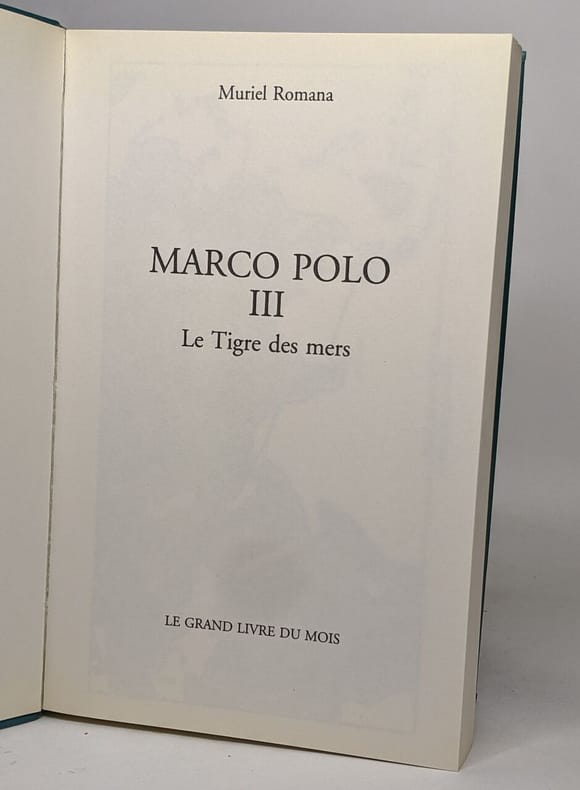 Muriel Romana
MARCO POLO
III
Le Tigre des mers
LE GRAND LIVRE DU MOIS